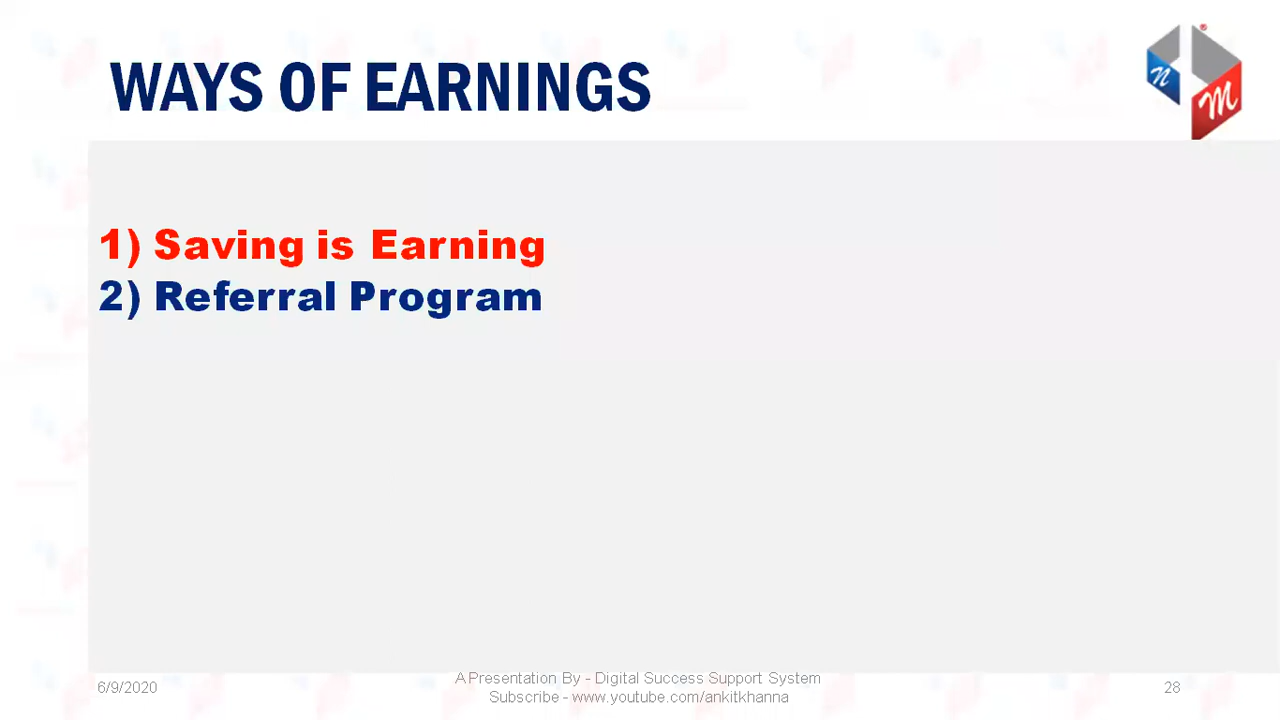 WAYS OF EARNINGS
n
M
®
1) Saving is Earning
2) Referral Program
6/9/2020
A Presentation By - Digital Success Support System
Subscribe - www.youtube.com/ankitkhanna
28